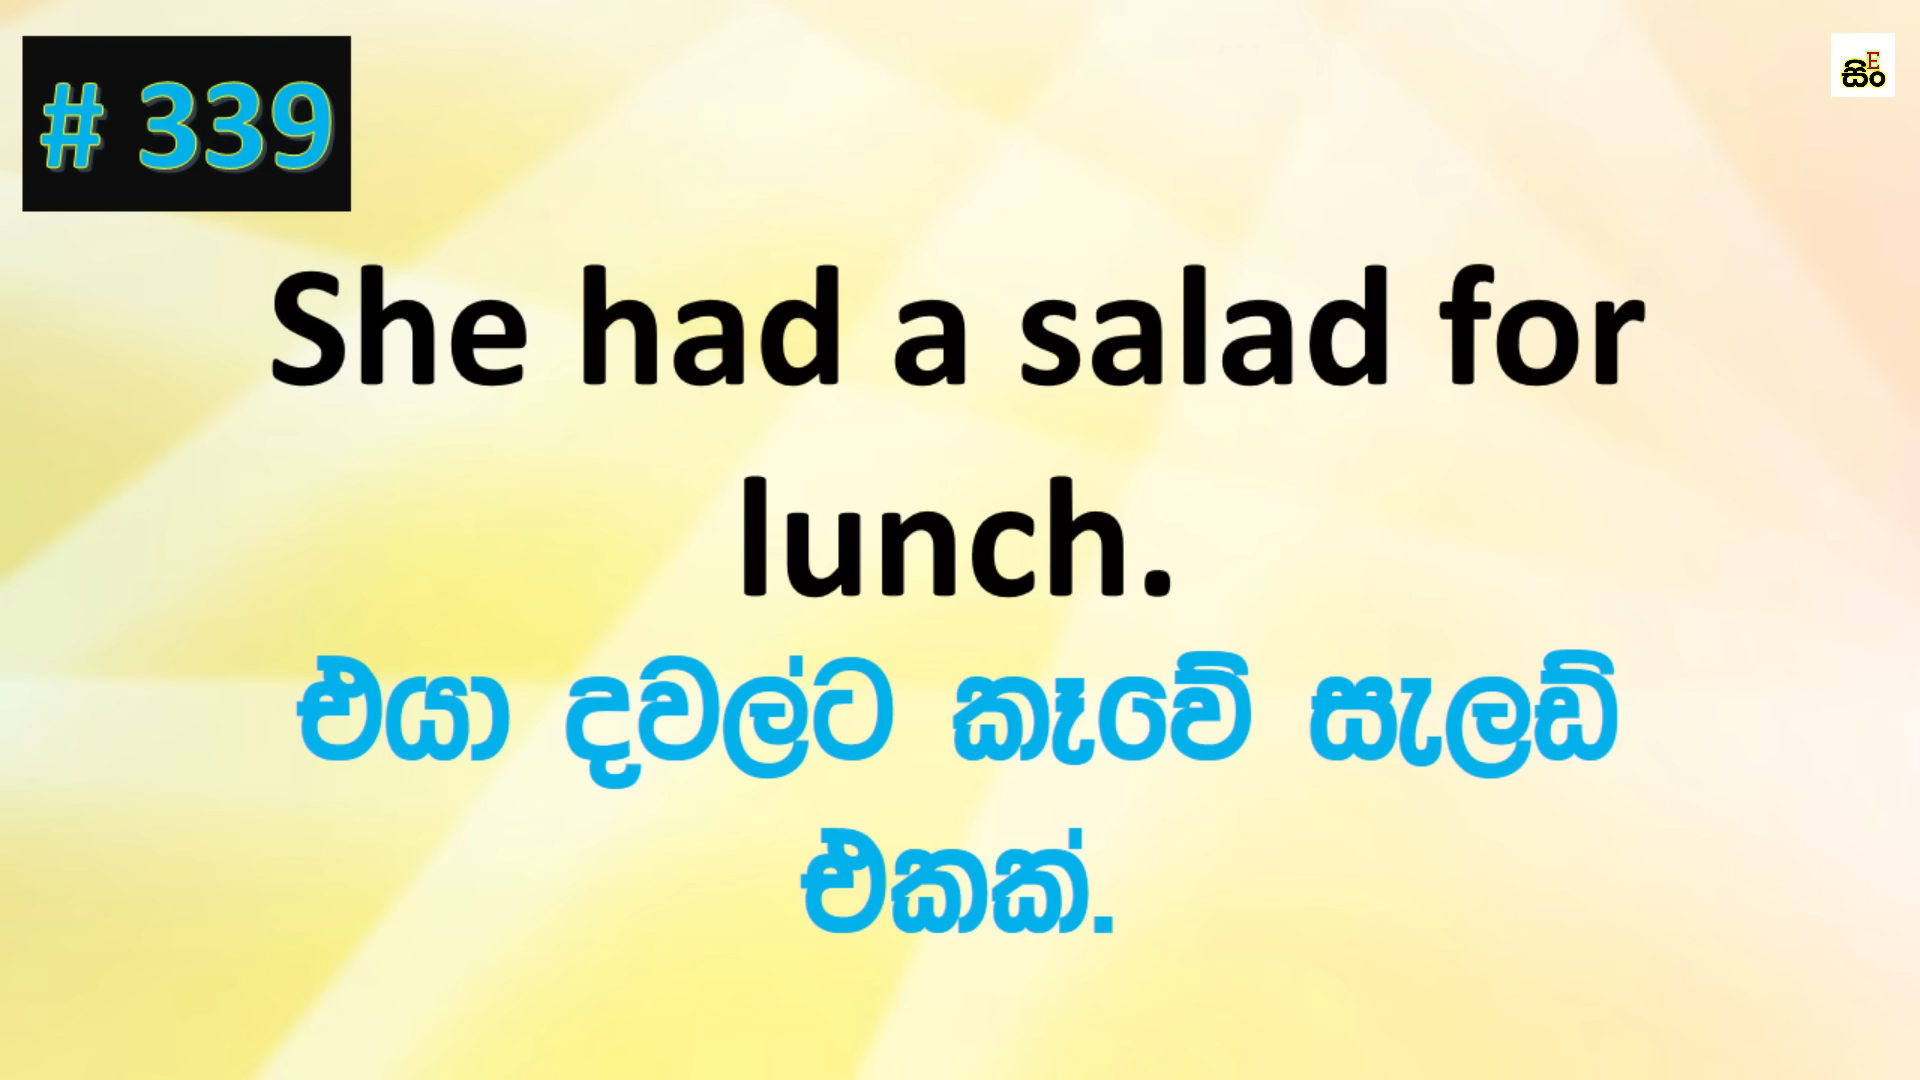 # 339
සිං
E
She had a salad for
lunch.
එයා දවල්ට කෑවේ සැලඩ්
එකක්.